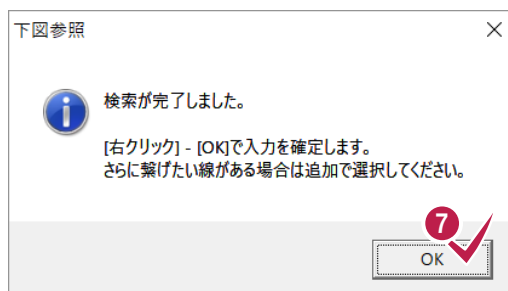 下図参照
検索が完了しました。
[右クリック] - [OK]で入力を確定します。
さらに繋げたい線がある場合は追加で選択してください。
7
OK